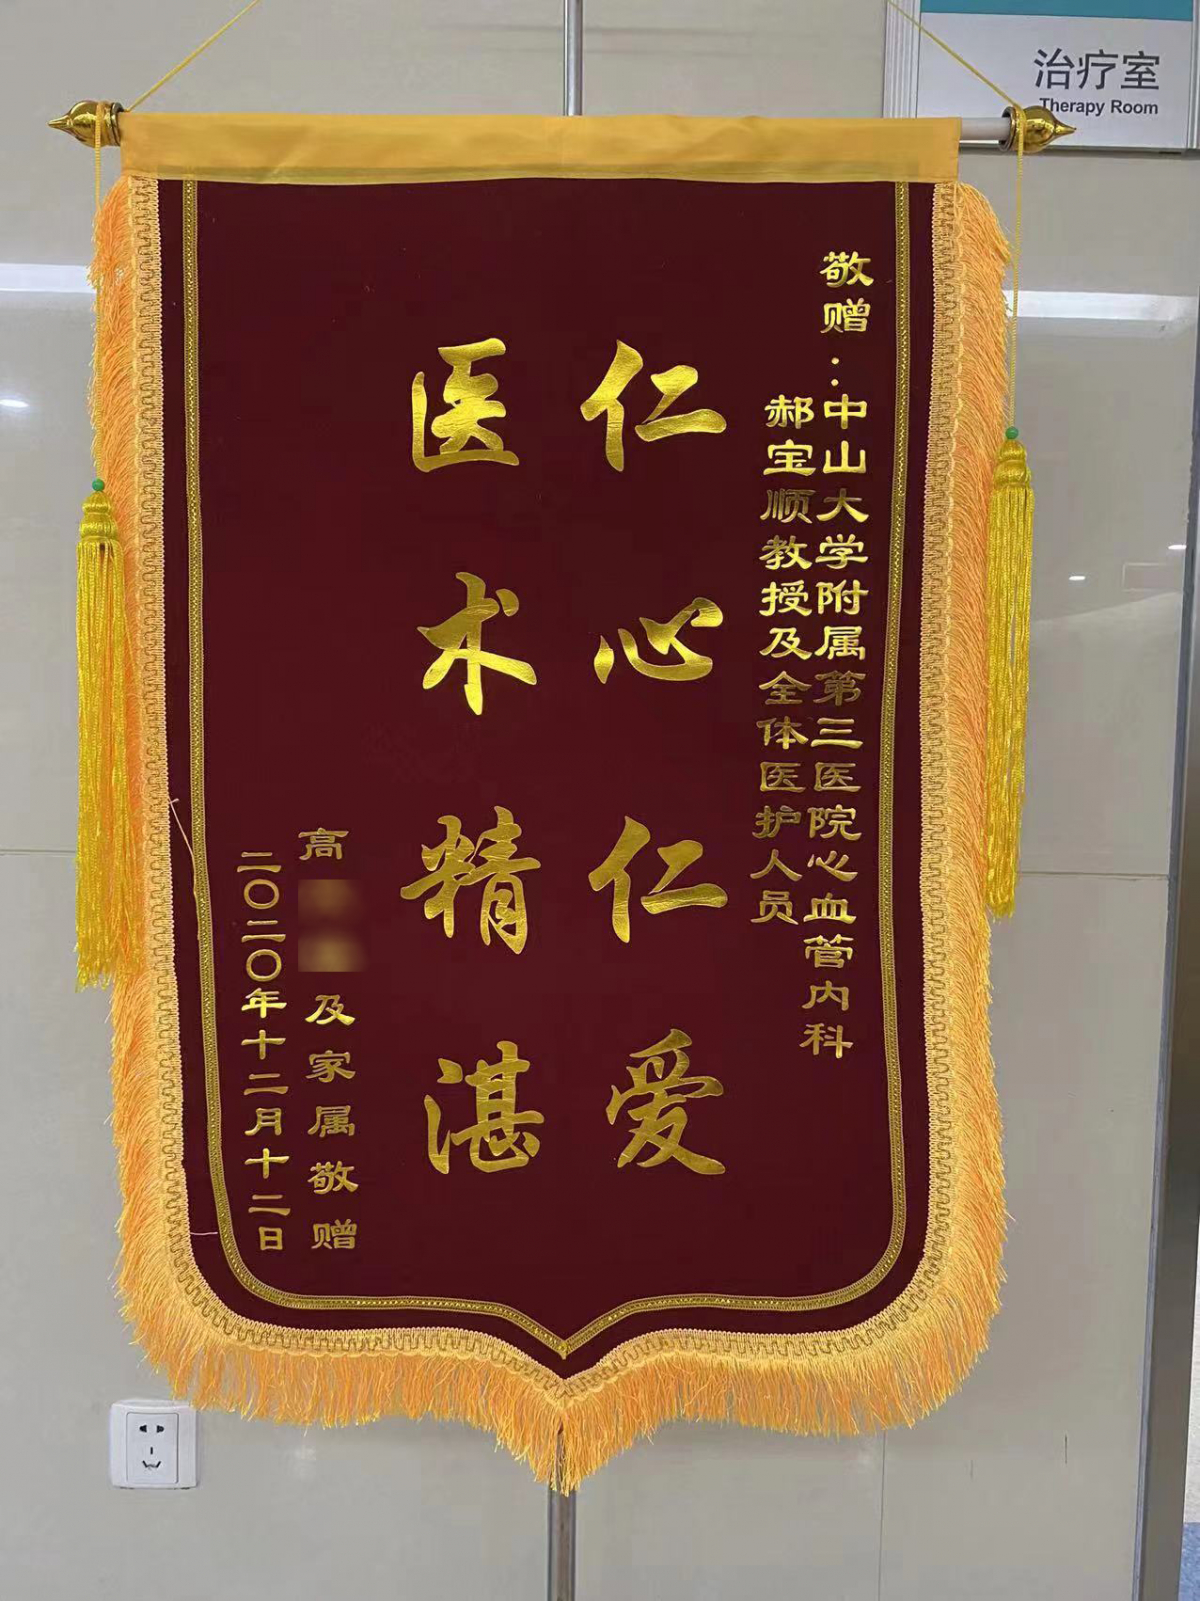 治疗室
Therapy Room
敬赠：中山大学附属第三医院心血管内科
郝宝顺教授及全体医护人员
仁心仁爱
医术精湛
高 及家属敬赠
二〇二〇年十二月十二日